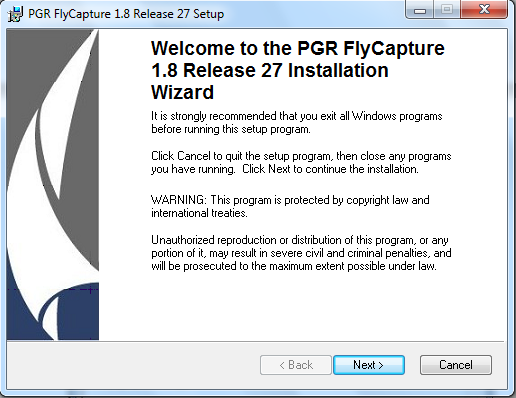 PGR FlyCapture 1.8 Release 27 Setup
Welcome to the PGR FlyCapture
1.8 Release 27 Installation
Wizard
It is strongly recommended that you exit all Windows programs
before running this setup program.
Click Cancel to quit the setup program, then close any programs
you have running. Click Next to continue the installation.
WARNING: This program is protected by copyright law and
international treaties.
Unauthorized reproduction or distribution of this program, or any
portion of it, may result in severe civil and criminal penalties, and
will be prosecuted to the maximum extent possible under law.
< Back Next > Cancel